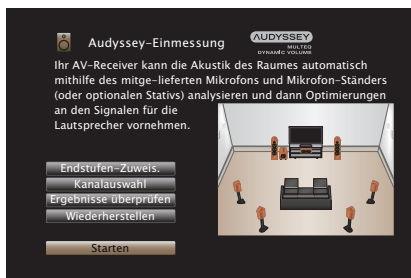 Audyssey-Einmessung
AUDYSSEY
MULTEQ
DYNAMIC VOLUME
Ihr AV-Receiver kann die Akustik des Raumes automatisch
mithilfe des mitge-lieferten Mikrofons und Mikrofon-Ständers
(oder optionalen Stativs) analysieren und dann Optimierungen
an den Signalen für die
Lautsprecher vornehmen.
Endstufen-Zuweis.
Kanalauswahl
Ergebnisse überprüfen
Wiederherstellen
Starten